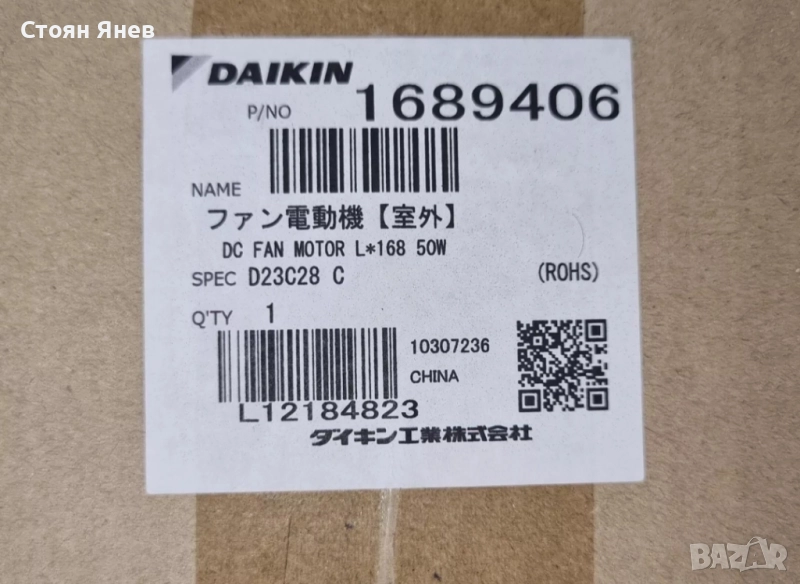 Стоян Янев
DAIKIN
P/NO 1689406
NAME
ファン電動機【室外】
DC FAN MOTOR L*168 50W
SPEC D23C28 C (ROHS)
Q'TY 1
10307236
CHINA
L12184823
ダイキン工業株式会社
BAZAR